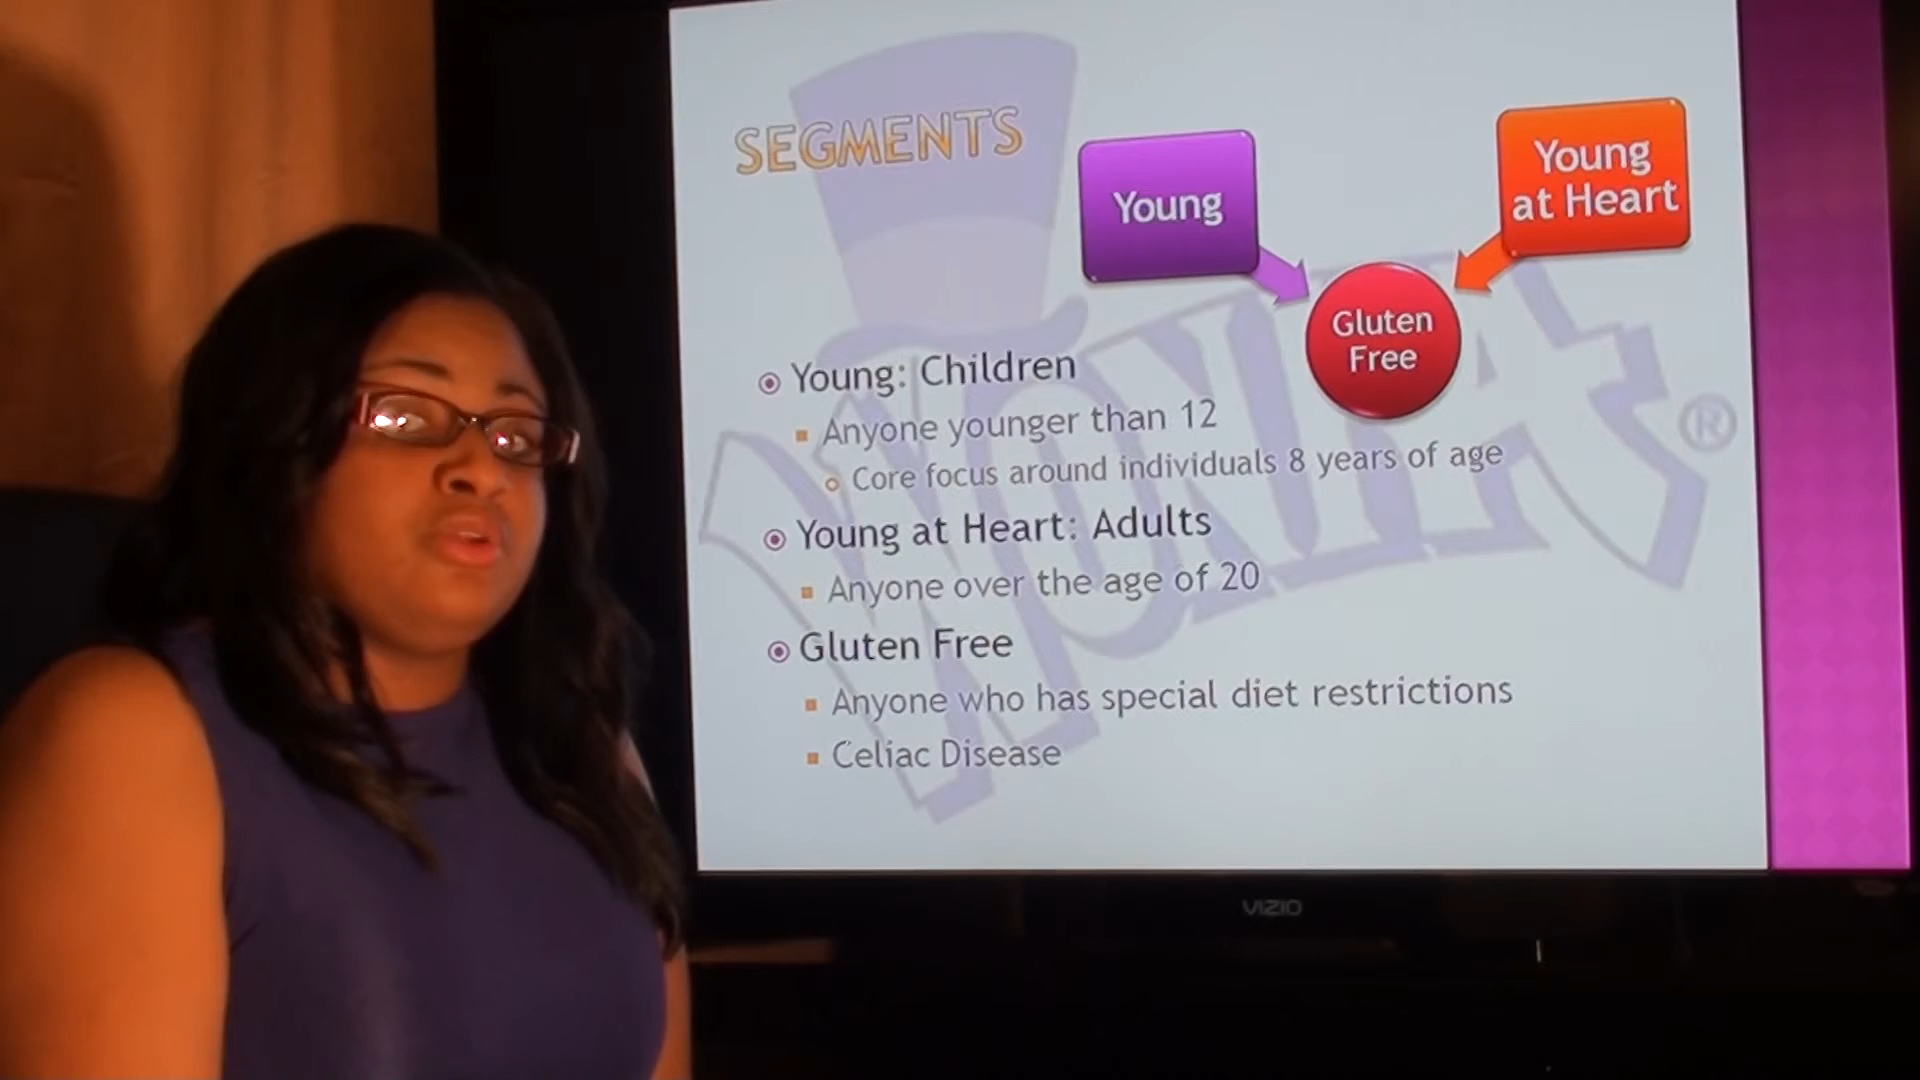 SEGMENTS
Young
Young
at Heart
Gluten
Free
Young: Children
Anyone younger than 12
Core focus around individuals 8 years of age
Young at Heart: Adults
Anyone over the age of 20
Gluten Free
Anyone who has special diet restrictions
Celiac Disease
WONKA
®
VIZIO